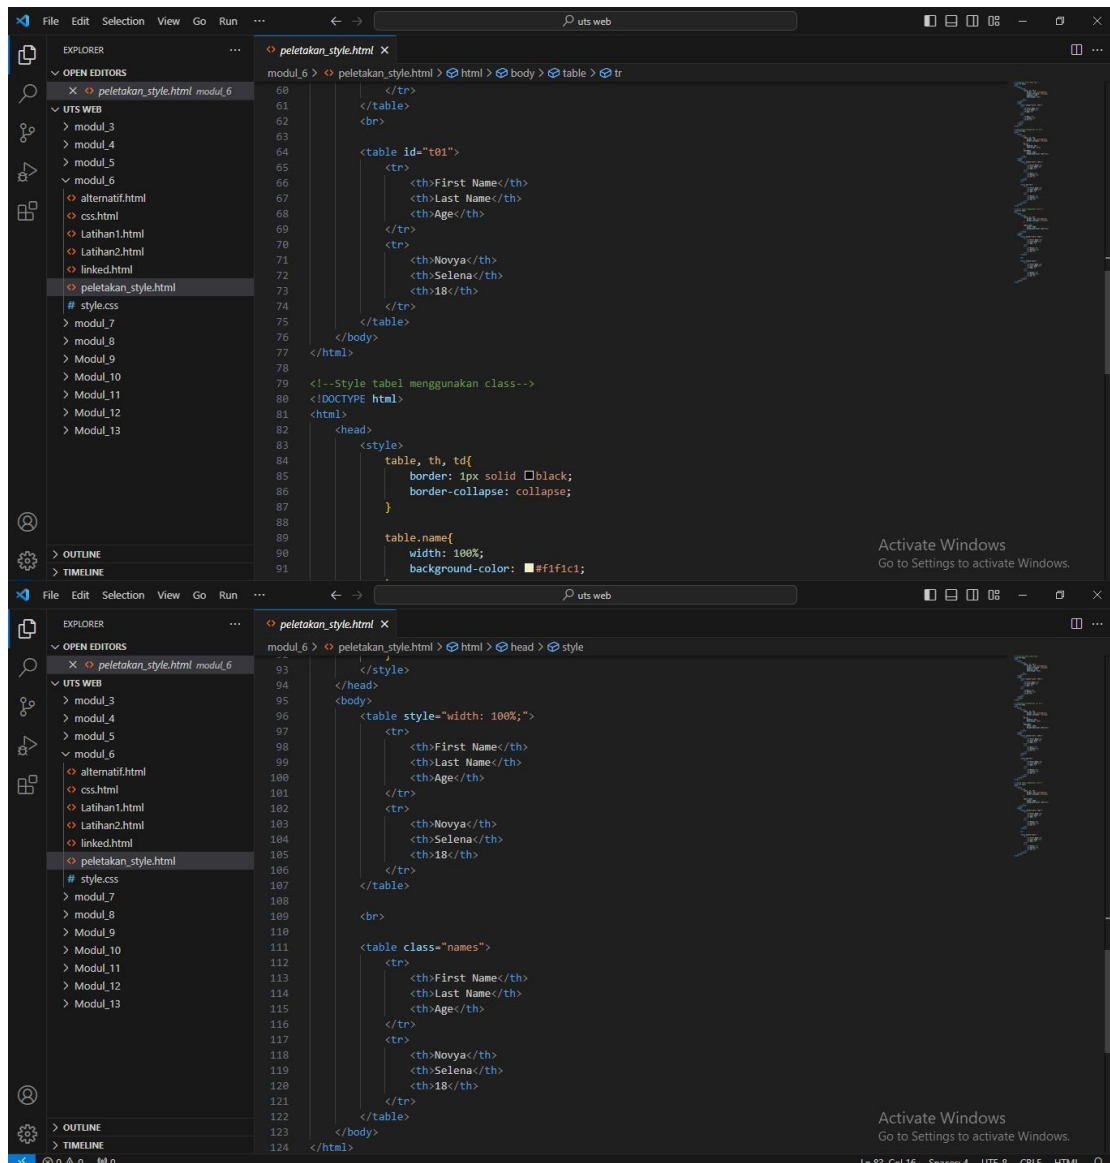 File Edit Selection View Go Run ··· ← → uts web
EXPLORER ··· peletakan_style.html ×
OPEN EDITORS
modul_6 > peletakan_style.html > html > body > table > tr
× peletakan_style.html modul_6
UTS WEB
> modul_3
> modul_4
> modul_5
modul_6
alternatif.html
css.html
Latihan1.html
Latihan2.html
linked.html
peletakan_style.html
# style.css
> modul_7
> modul_8
> Modul_9
> Modul_10
> Modul_11
> Modul_12
> Modul_13
> OUTLINE
> TIMELINE
60 </tr>
61 </table>
62 <br>
63
64 <table id="t01">
65 <tr>
66 <th>First Name</th>
67 <th>Last Name</th>
68 <th>Age</th>
69 </tr>
70 <tr>
71 <th>Novya</th>
72 <th>Selena</th>
73 <th>18</th>
74 </tr>
75 </table>
76 </body>
77 </html>
78
79 <!--Style tabel menggunakan class-->
80 <!DOCTYPE html>
81 <html>
82 <head>
83 <style>
84 table, th, td{
85 border: 1px solid black;
86 border-collapse: collapse;
87 }
88
89 table.name{
90 width: 100%;
91 background-color: #f1f1c1;
Activate Windows
Go to Settings to activate Windows.
File Edit Selection View Go Run ··· ← → uts web
EXPLORER ··· peletakan_style.html ×
OPEN EDITORS
modul_6 > peletakan_style.html > html > head > style
× peletakan_style.html modul_6
UTS WEB
> modul_3
> modul_4
> modul_5
modul_6
alternatif.html
css.html
Latihan1.html
Latihan2.html
linked.html
peletakan_style.html
# style.css
> modul_7
> modul_8
> Modul_9
> Modul_10
> Modul_11
> Modul_12
> Modul_13
> OUTLINE
> TIMELINE
93 </style>
94 </head>
95 <body>
96 <table style="width: 100%;">
97 <tr>
98 <th>First Name</th>
99 <th>Last Name</th>
100 <th>Age</th>
101 </tr>
102 <tr>
103 <th>Novya</th>
104 <th>Selena</th>
105 <th>18</th>
106 </tr>
107 </table>
108
109 <br>
110
111 <table class="names">
112 <tr>
113 <th>First Name</th>
114 <th>Last Name</th>
115 <th>Age</th>
116 </tr>
117 <tr>
118 <th>Novya</th>
119 <th>Selena</th>
120 <th>18</th>
121 </tr>
122 </table>
123 </body>
124 </html>
Activate Windows
Go to Settings to activate Windows.